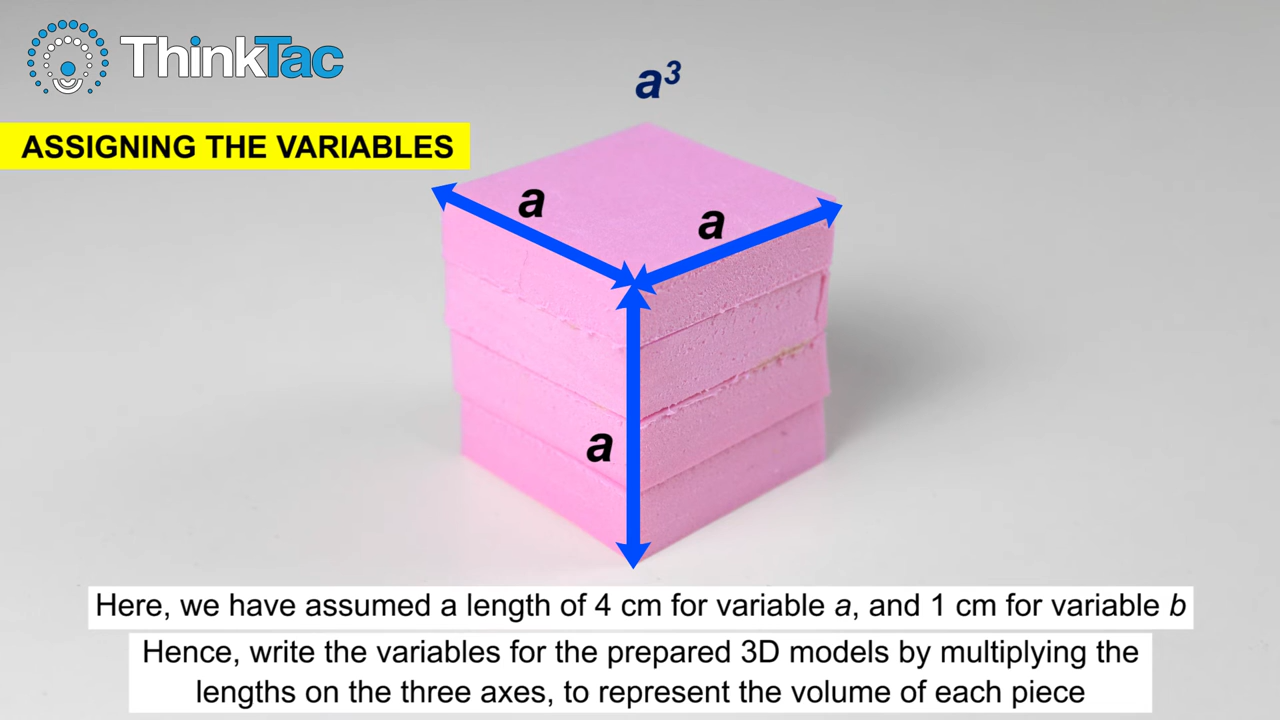 ThinkTac
a³
ASSIGNING THE VARIABLES
a
a
a
Here, we have assumed a length of 4 cm for variable a, and 1 cm for variable b
Hence, write the variables for the prepared 3D models by multiplying the
lengths on the three axes, to represent the volume of each piece